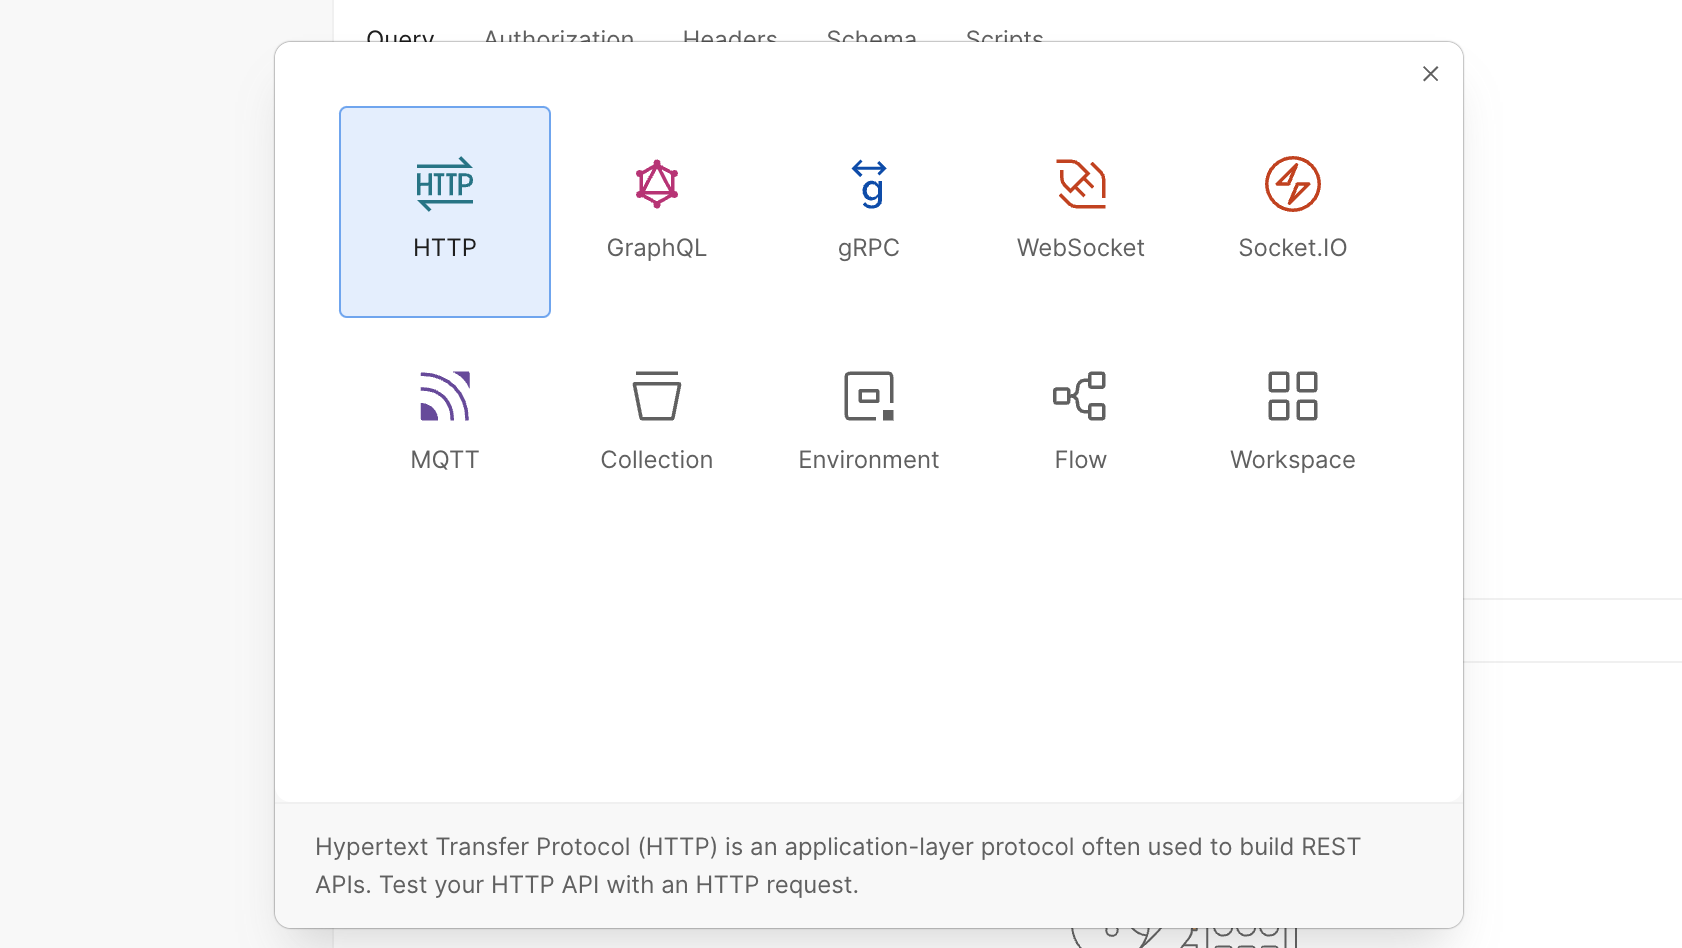 Query Authorization Headers Schema Scripts
HTTP
HTTP GraphQL gRPC WebSocket Socket.IO
MQTT Collection Environment Flow Workspace
Hypertext Transfer Protocol (HTTP) is an application-layer protocol often used to build REST
APIs. Test your HTTP API with an HTTP request.